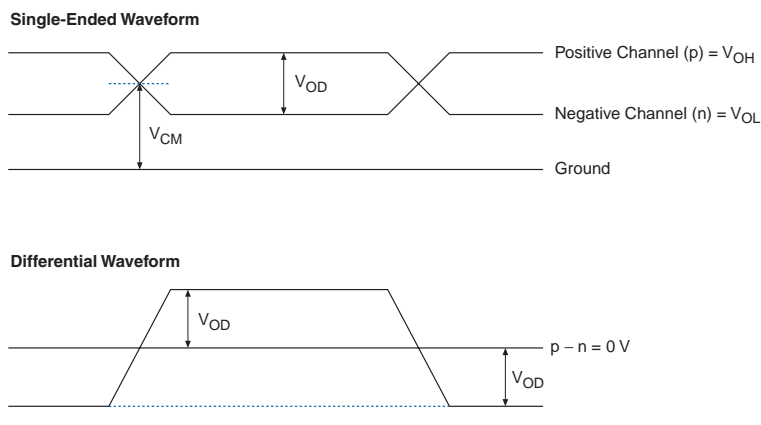 Single-Ended Waveform
Positive Channel (p) = VOH
VOD
Negative Channel (n) = VOL
VCM
Ground
Differential Waveform
VOD
p – n = 0 V
VOD